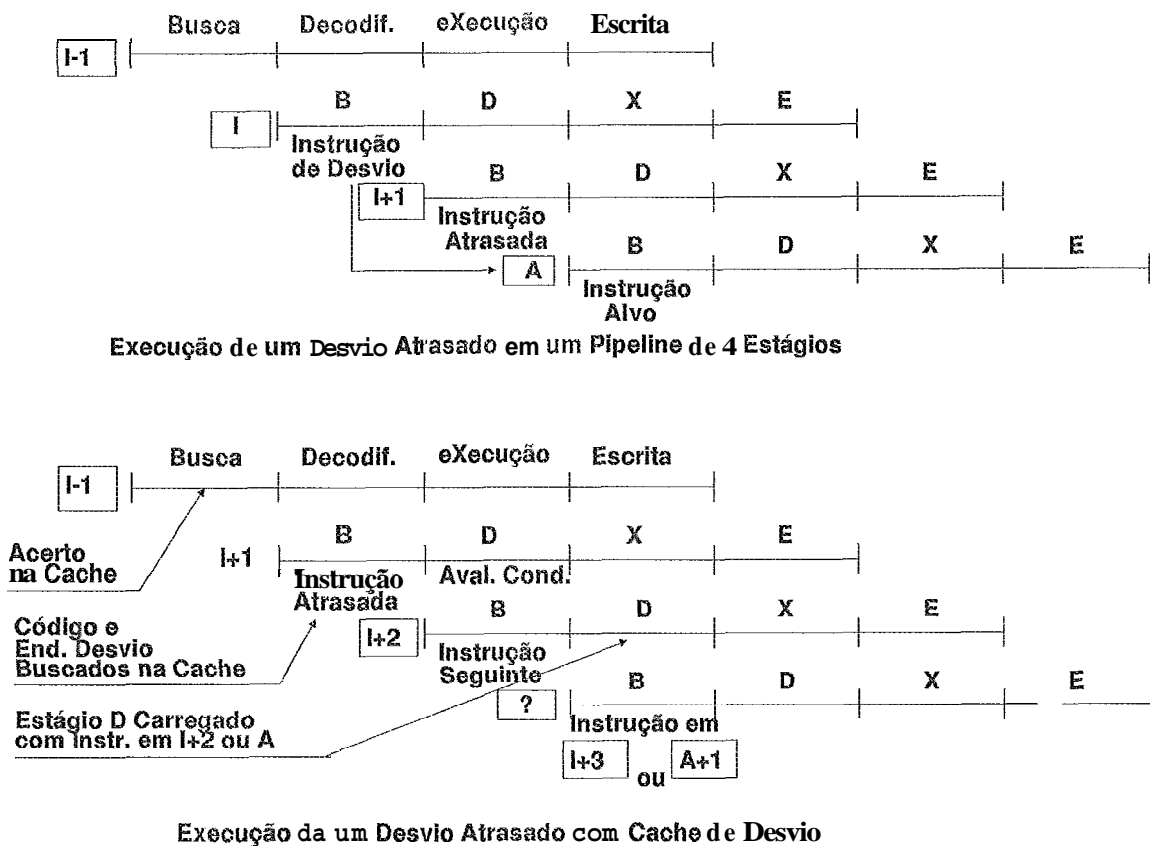 Busca Decodif. eXecução Escrita
I-1
B D X E
I
Instrução
de Desvio
B D X E
I+1
Instrução
Atrasada
B D X E
A
Instrução
Alvo
Execução de um Desvio Atrasado em um Pipeline de 4 Estágios
Busca Decodif. eXecução Escrita
I-1
B D X E
Acerto
na Cache
I+1
Aval. Cond.
Instrução
Atrasada
B D X E
Código e
End. Desvio
Buscados na Cache
I+2
Instrução
Seguinte
B D X E
?
Estágio D Carregado
com Instr. em I+2 ou A
Instrução em
I+3 ou A+1
Execução da um Desvio Atrasado com Cache de Desvio